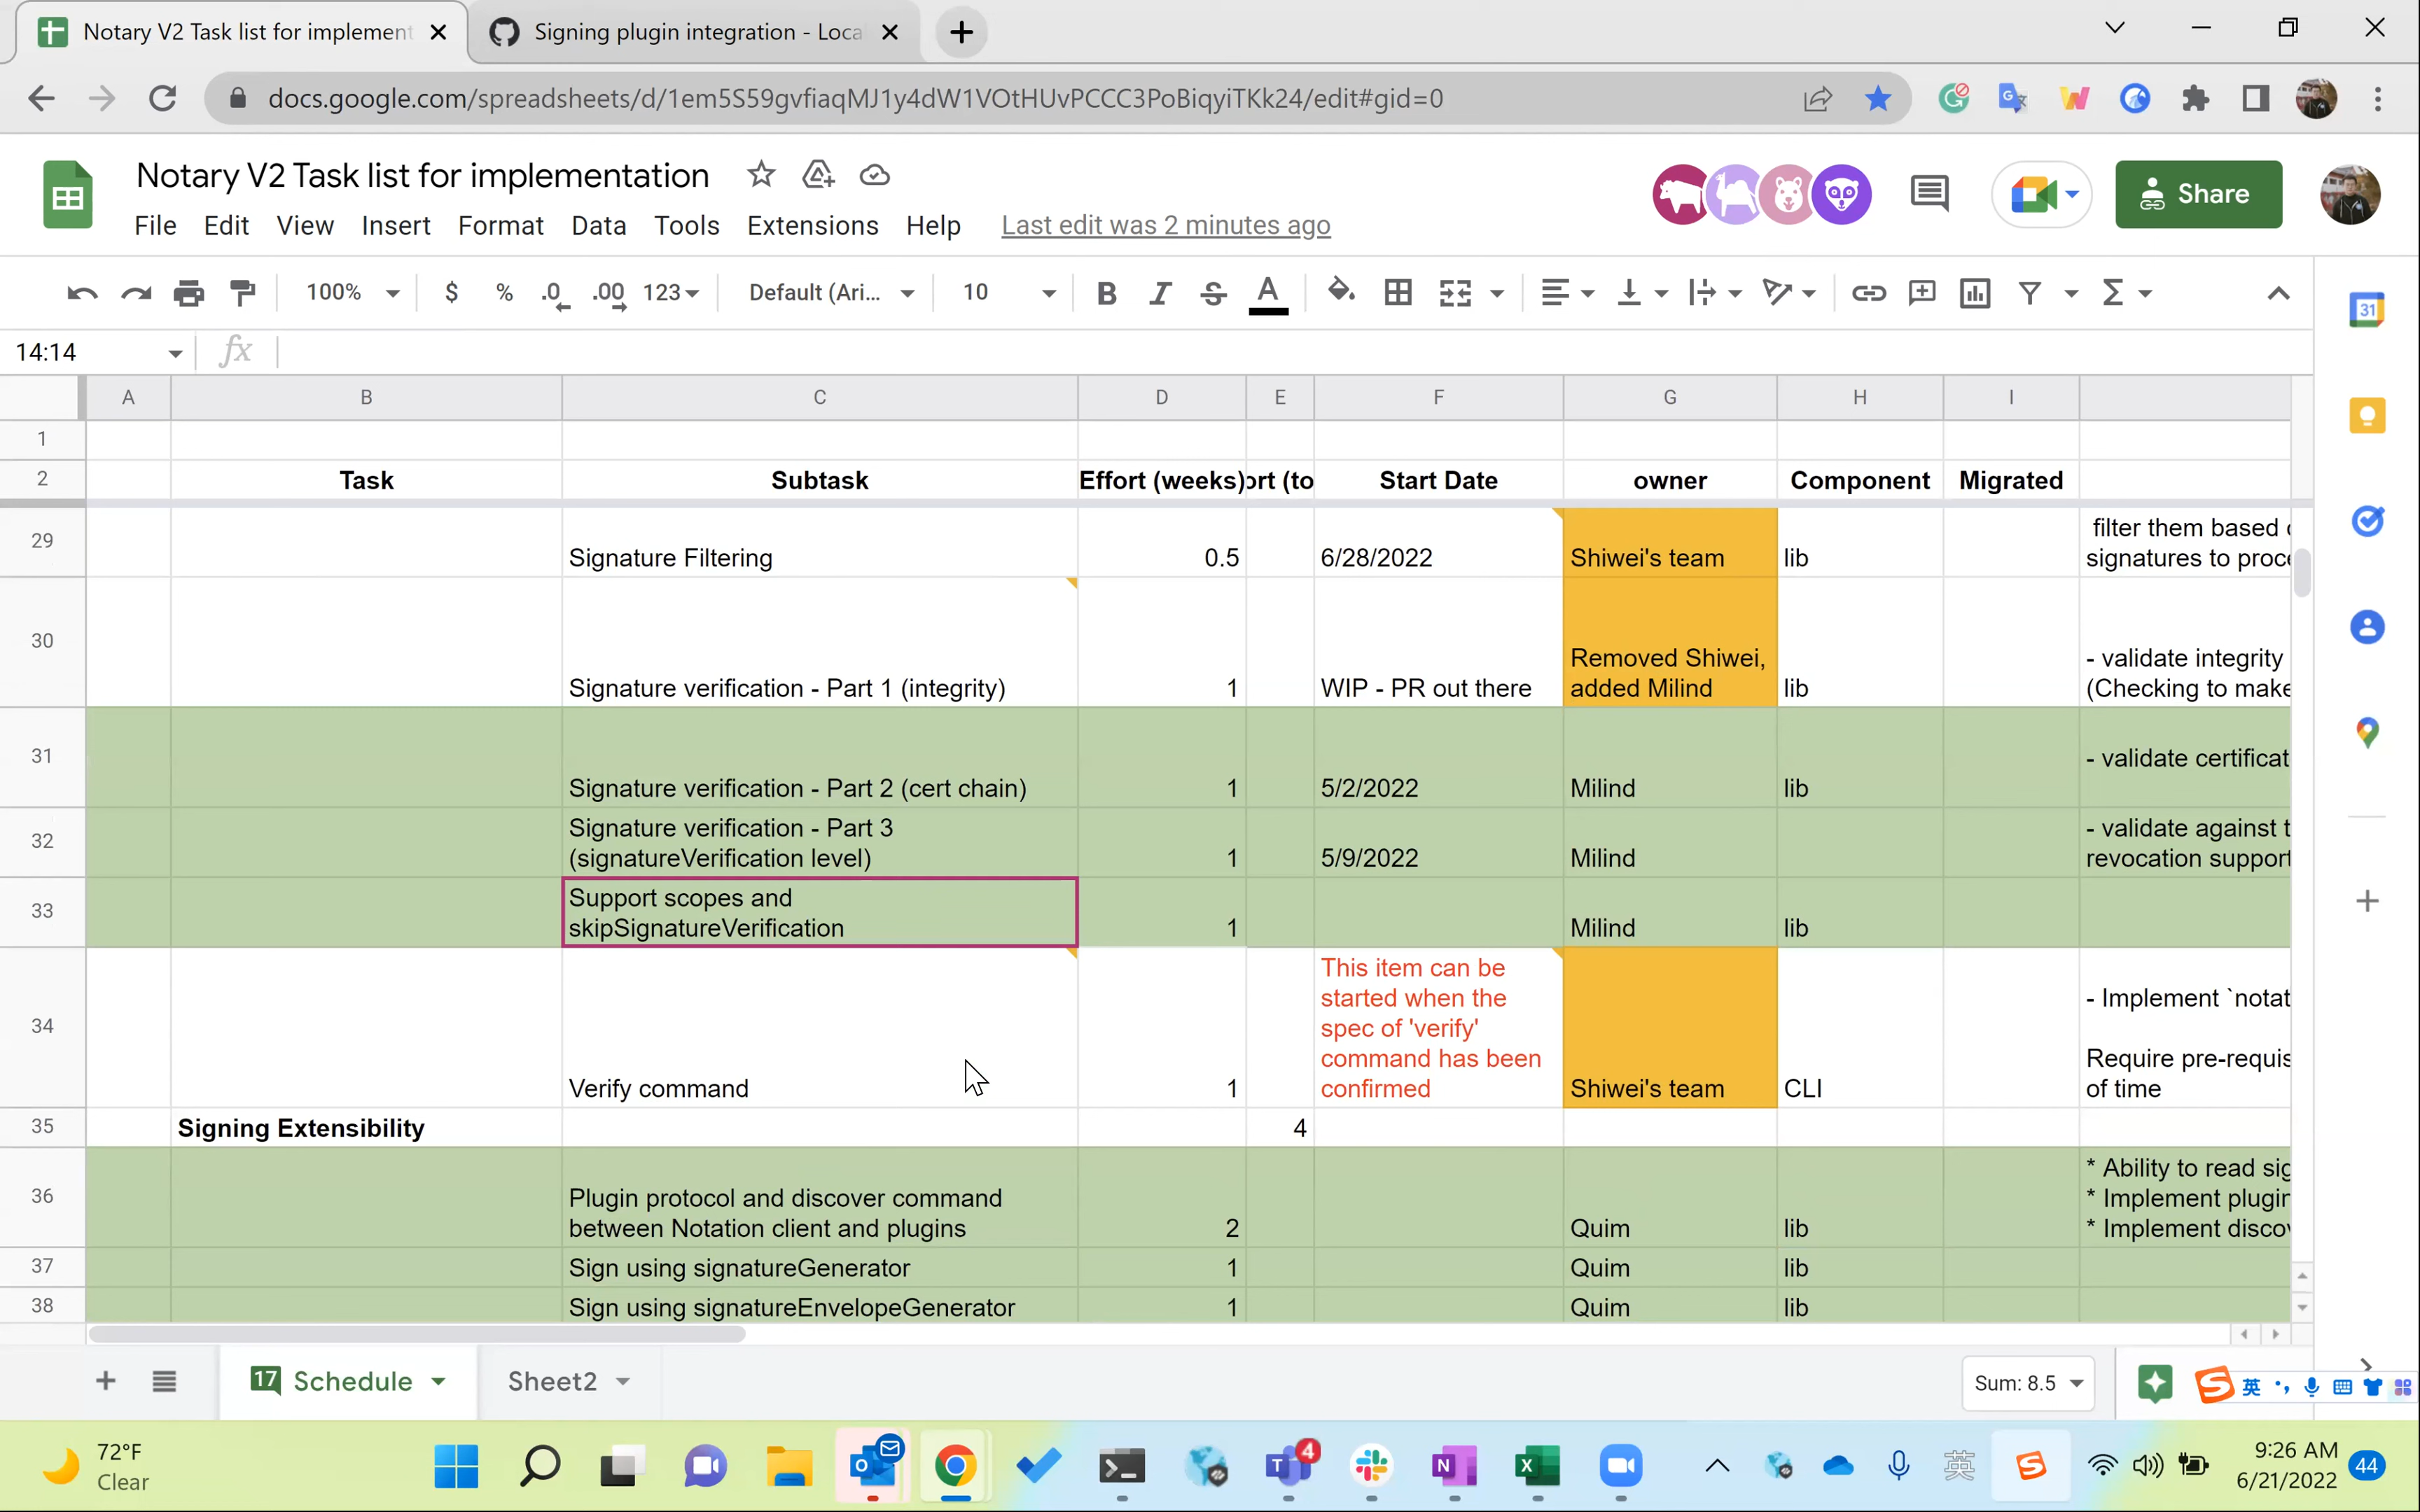 Notary V2 Task list for implement
Signing plugin integration - Loca
docs.google.com/spreadsheets/d/1em5S59gvfiaqMJ1y4dW1VOtHUvPCCC3PoBiqyiTKk24/edit#gid=0
Notary V2 Task list for implementation
File Edit View Insert Format Data Tools Extensions Help Last edit was 2 minutes ago
Share
100% $ % .0 .00 123 Default (Ari... 10 B I S A
14:14 fx
A B C D E F G H I
1
2 Task Subtask Effort (weeks) ort (to Start Date owner Component Migrated
29 Signature Filtering 0.5 6/28/2022 Shiwei's team lib
filter them based
signatures to proc
30 Signature verification - Part 1 (integrity) 1 WIP - PR out there
Removed Shiwei,
added Milind
lib
- validate integrity
(Checking to make
31 Signature verification - Part 2 (cert chain) 1 5/2/2022 Milind lib
- validate certificat
32 Signature verification - Part 3
(signatureVerification level) 1 5/9/2022 Milind
- validate against t
revocation support
33 Support scopes and
skipSignatureVerification 1 Milind lib
34 Verify command 1
This item can be
started when the
spec of 'verify'
command has been
confirmed
Shiwei's team CLI
- Implement `notat
Require pre-requis
of time
35 Signing Extensibility 4
36 Plugin protocol and discover command
between Notation client and plugins 2 Quim lib
* Ability to read sig
* Implement plugin
* Implement disco
37 Sign using signatureGenerator 1 Quim lib
38 Sign using signatureEnvelopeGenerator 1 Quim lib
17 Schedule Sheet2 Sum: 8.5
英
72°F
Clear
4
英
9:26 AM
6/21/2022
44
31